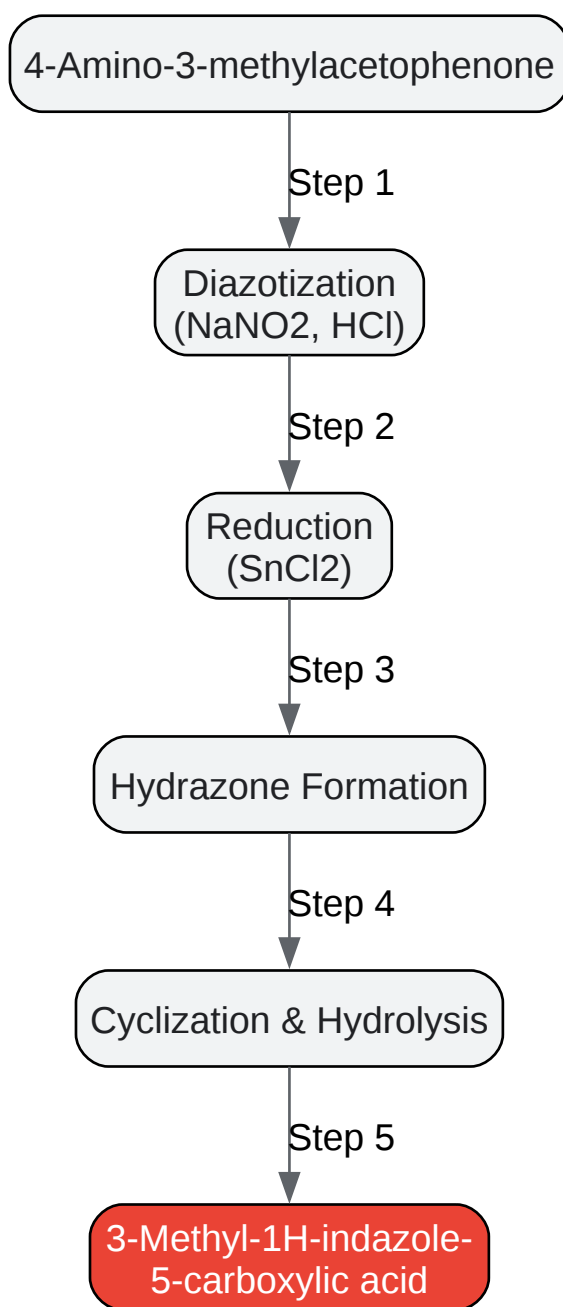 4-Amino-3-methylacetophenone
Step 1
Diazotization
(NaNO2, HCl)
Step 2
Reduction
(SnCl2)
Step 3
Hydrazone Formation
Step 4
Cyclization & Hydrolysis
Step 5
3-Methyl-1H-indazole-
5-carboxylic acid